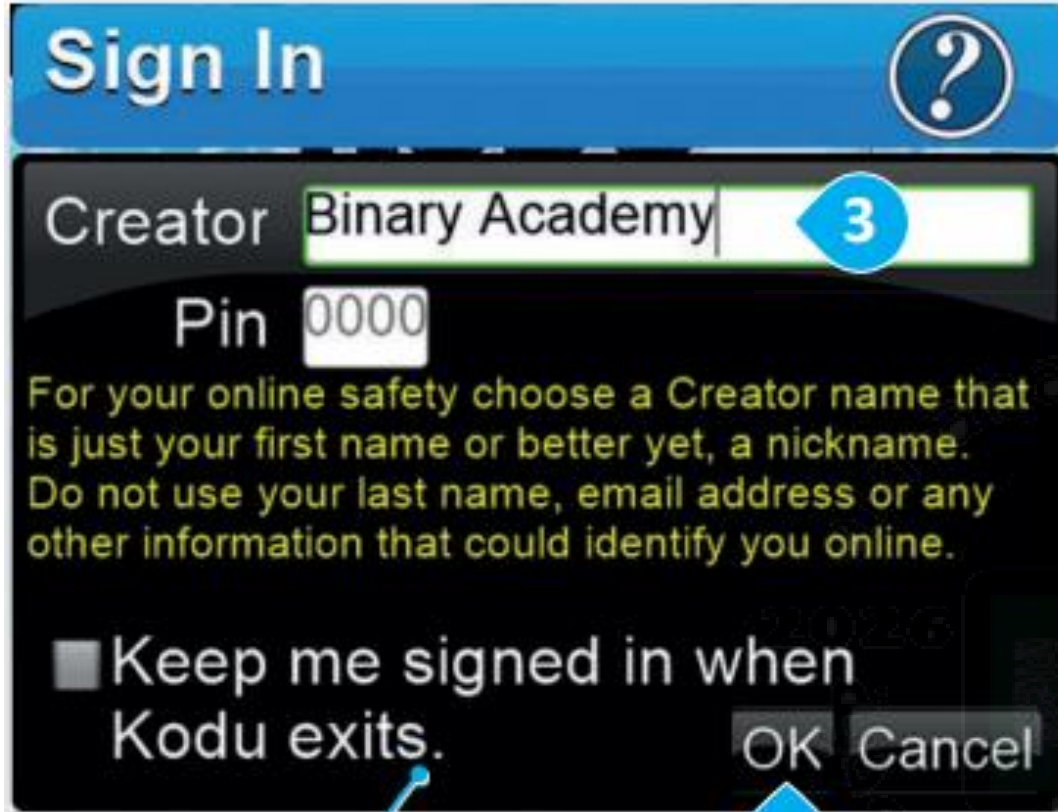 Sign In
?
Creator Binary Academy 3
Pin 0000
For your online safety choose a Creator name that
is just your first name or better yet, a nickname.
Do not use your last name, email address or any
other information that could identify you online.
2026
Keep me signed in when
Kodu exits.
OK Cancel